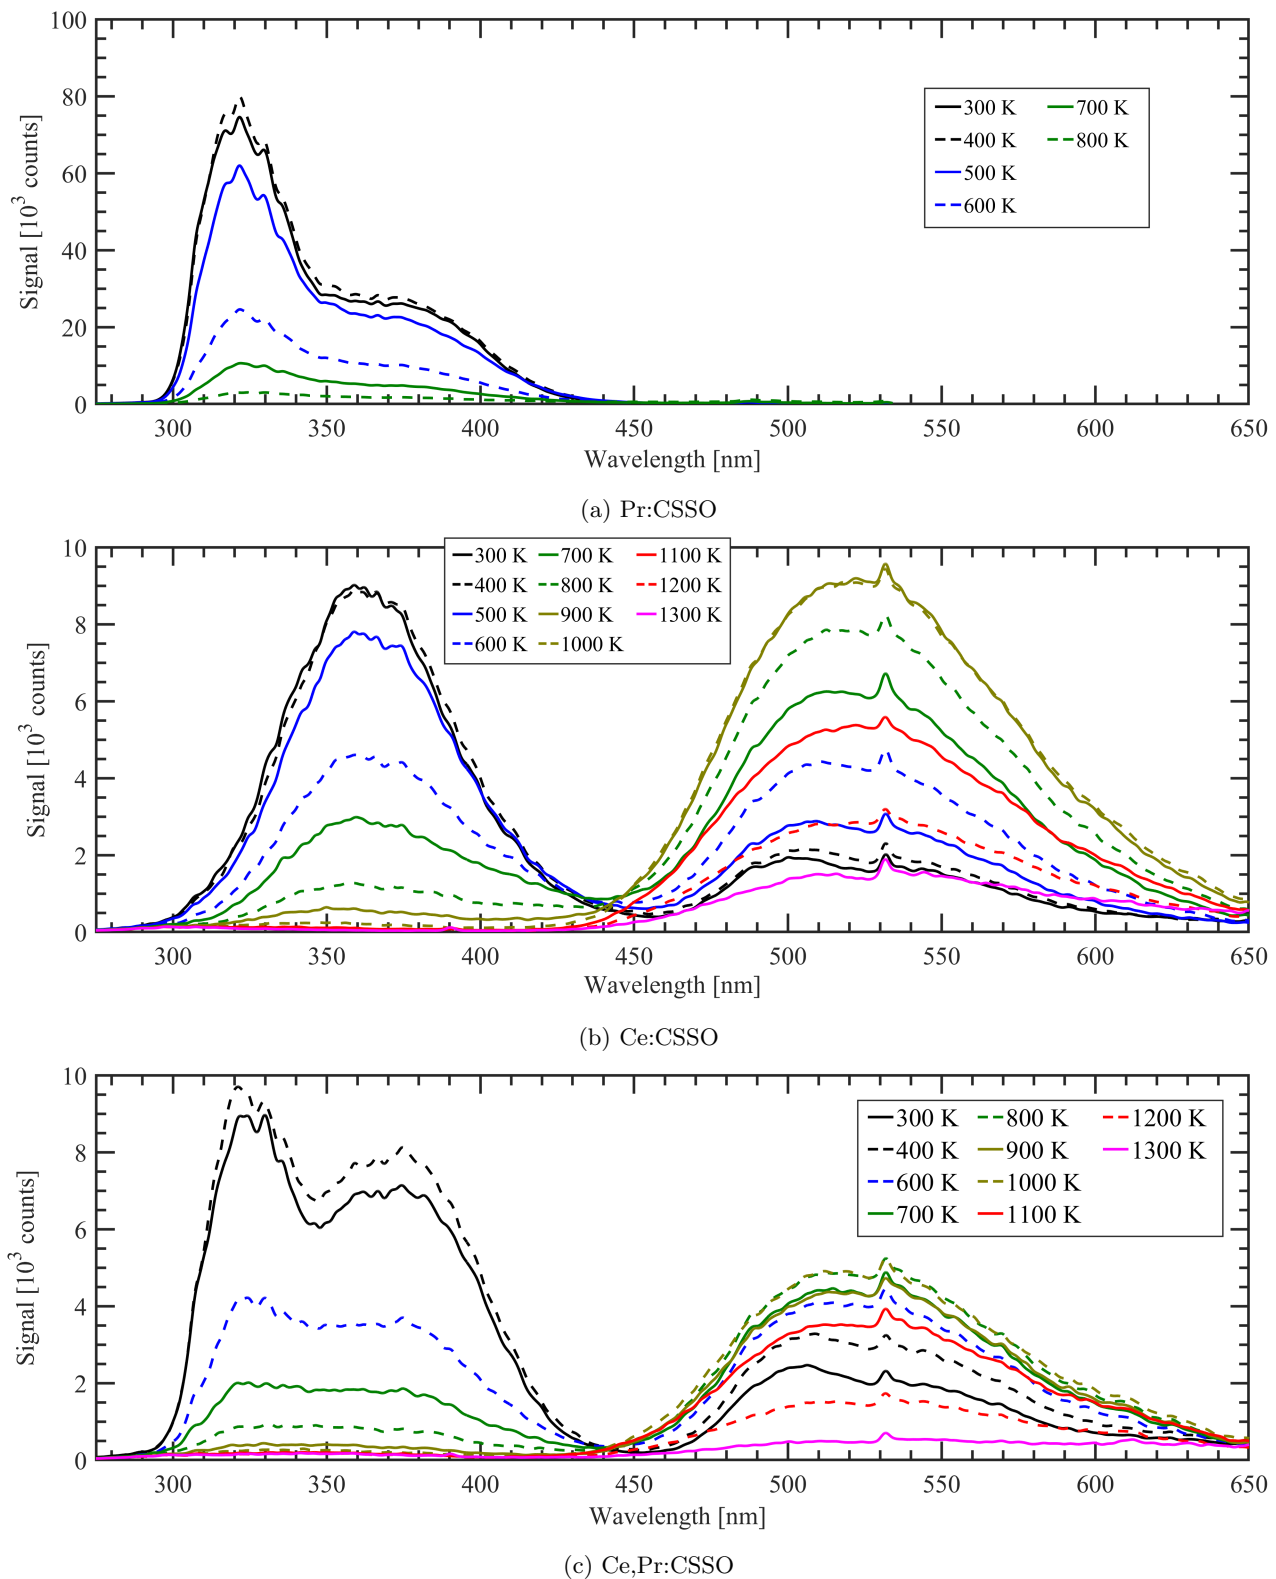 100
80
60
40
20
0
Signal [10³ counts]
300 K 700 K
400 K 800 K
500 K
600 K
300 350 400 450 500 550 600 650
Wavelength [nm]
(a) Pr:CSSO
10
8
6
4
2
0
Signal [10³ counts]
300 K 700 K 1100 K
400 K 800 K 1200 K
500 K 900 K 1300 K
600 K 1000 K
300 350 400 450 500 550 600 650
Wavelength [nm]
(b) Ce:CSSO
10
8
6
4
2
0
Signal [10³ counts]
300 K 800 K 1200 K
400 K 900 K 1300 K
600 K 1000 K
700 K 1100 K
300 350 400 450 500 550 600 650
Wavelength [nm]
(c) Ce,Pr:CSSO